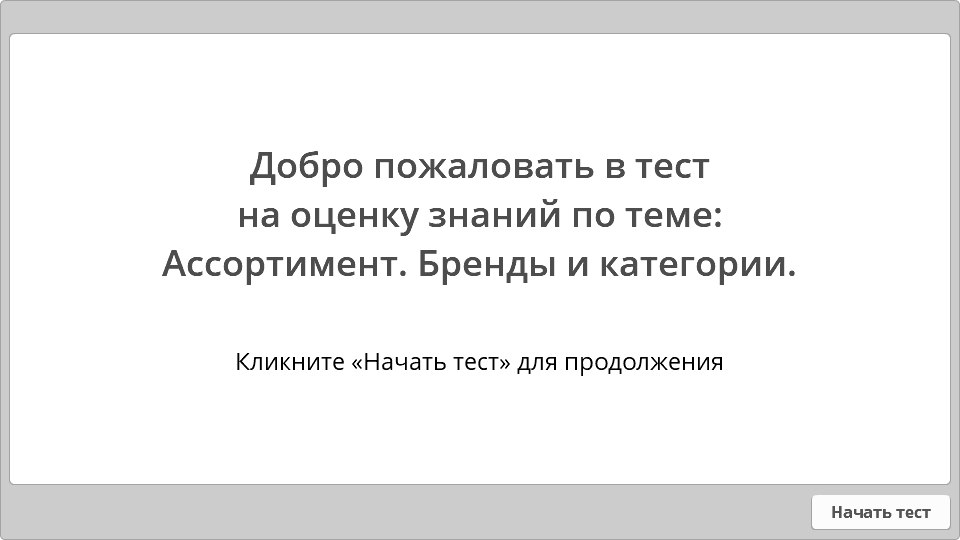 Добро пожаловать в тест
на оценку знаний по теме:
Ассортимент. Бренды и категории.
Кликните «Начать тест» для продолжения
Начать тест